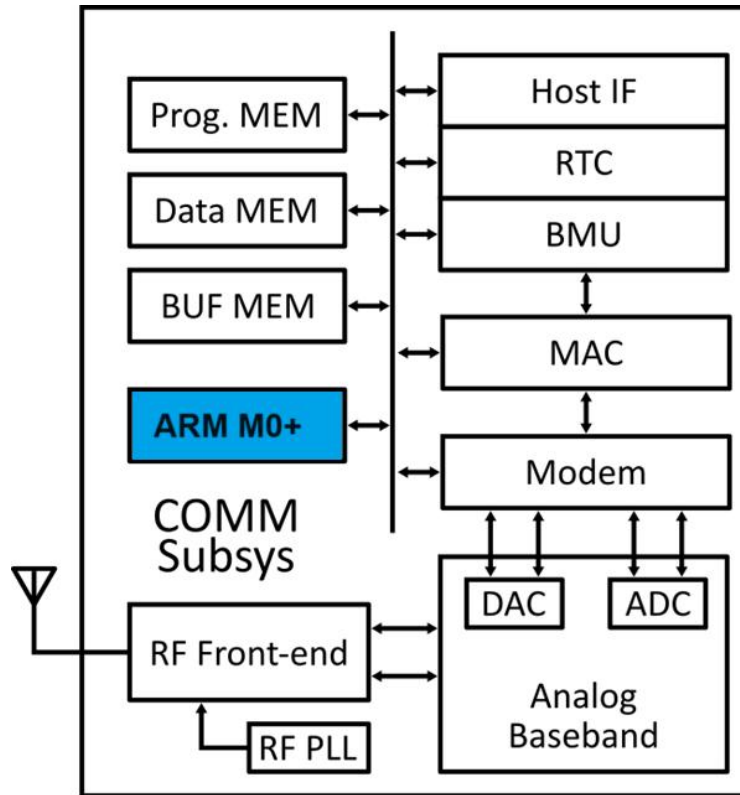 Prog. MEM
Data MEM
BUF MEM
ARM M0+
COMM
Subsys
RF Front-end
RF PLL
Host IF
RTC
BMU
MAC
Modem
DAC
ADC
Analog
Baseband